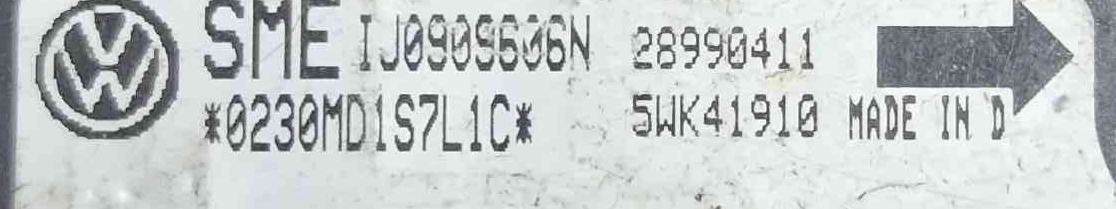 SME 1J0909606N 28990411
*0230MD1S7L1C* 5WK41910 MADE IN D